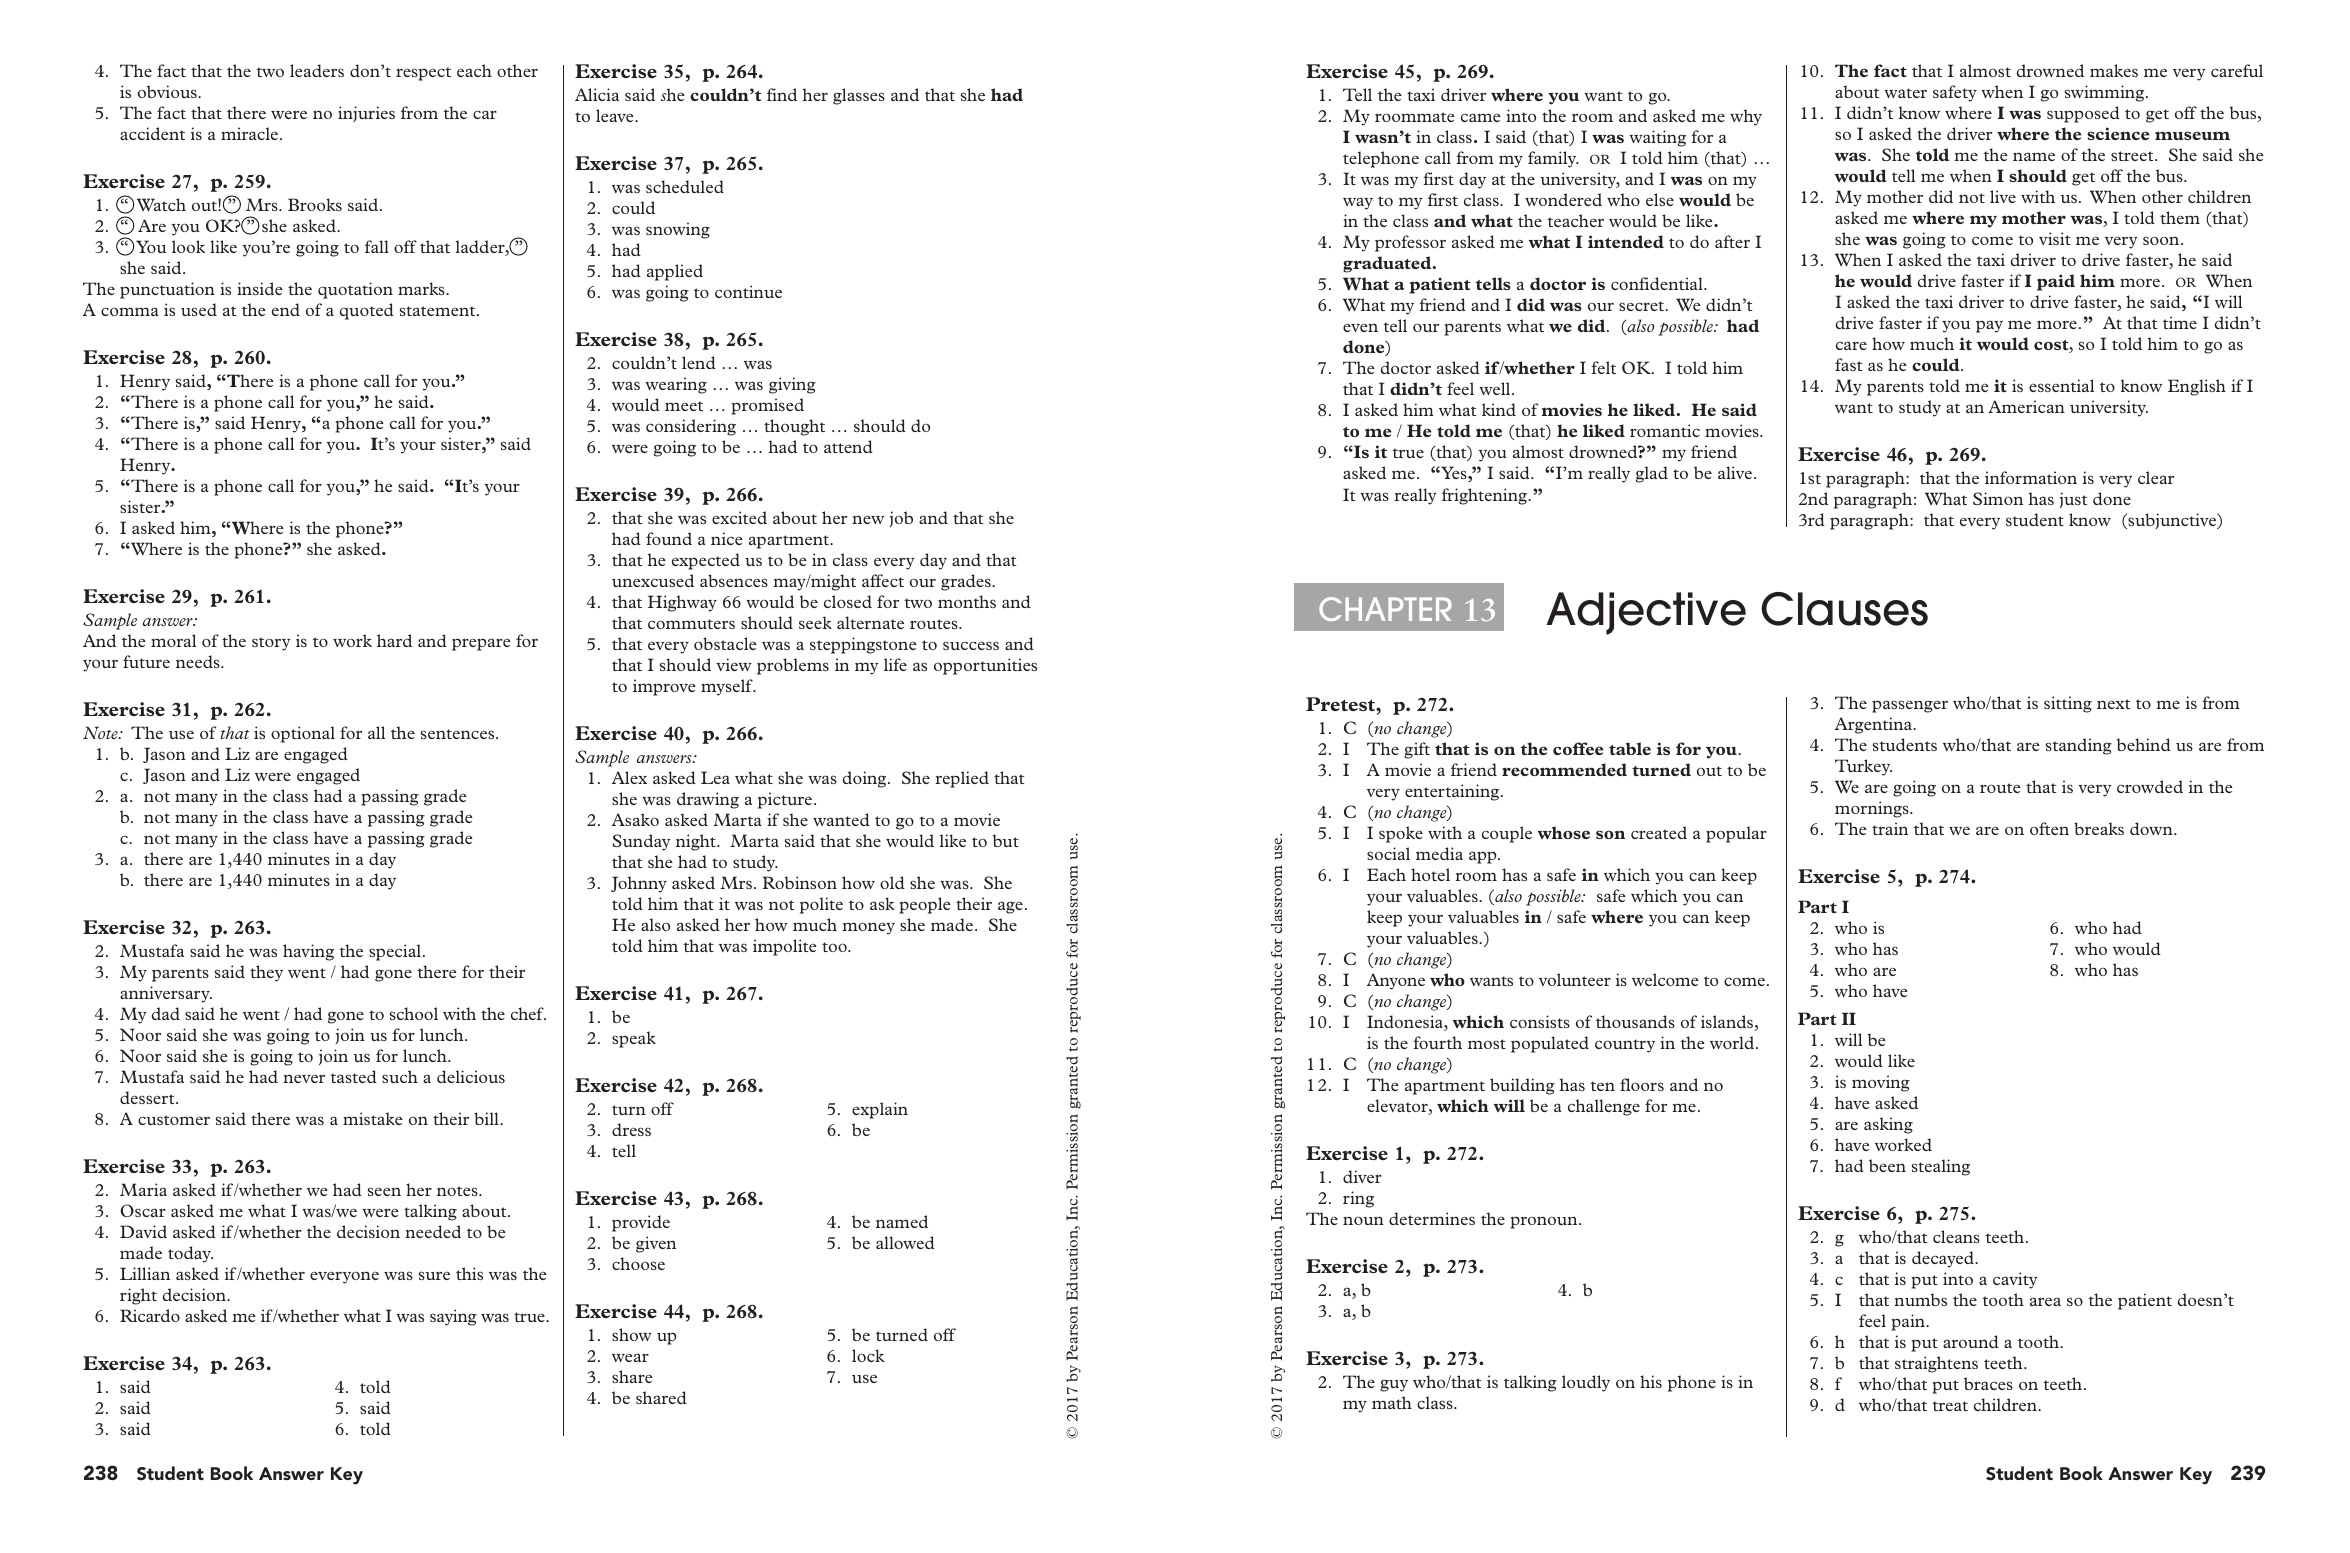 4. The fact that the two leaders don’t respect each other
is obvious.
5. The fact that there were no injuries from the car
accident is a miracle.
Exercise 27, p. 259.
1. “Watch out!” Mrs. Brooks said.
2. “Are you OK?” she asked.
3. “You look like you’re going to fall off that ladder,”
she said.
The punctuation is inside the quotation marks.
A comma is used at the end of a quoted statement.
Exercise 28, p. 260.
1. Henry said, “There is a phone call for you.”
2. “There is a phone call for you,” he said.
3. “There is,” said Henry, “a phone call for you.”
4. “There is a phone call for you. It’s your sister,” said
Henry.
5. “There is a phone call for you,” he said. “It’s your
sister.”
6. I asked him, “Where is the phone?”
7. “Where is the phone?” she asked.
Exercise 29, p. 261.
Sample answer:
And the moral of the story is to work hard and prepare for
your future needs.
Exercise 31, p. 262.
Note: The use of that is optional for all the sentences.
1. b. Jason and Liz are engaged
c. Jason and Liz were engaged
2. a. not many in the class had a passing grade
b. not many in the class have a passing grade
c. not many in the class have a passing grade
3. a. there are 1,440 minutes in a day
b. there are 1,440 minutes in a day
Exercise 32, p. 263.
2. Mustafa said he was having the special.
3. My parents said they went / had gone there for their
anniversary.
4. My dad said he went / had gone to school with the chef.
5. Noor said she was going to join us for lunch.
6. Noor said she is going to join us for lunch.
7. Mustafa said he had never tasted such a delicious
dessert.
8. A customer said there was a mistake on their bill.
Exercise 33, p. 263.
2. Maria asked if/whether we had seen her notes.
3. Oscar asked me what I was/we were talking about.
4. David asked if/whether the decision needed to be
made today.
5. Lillian asked if/whether everyone was sure this was the
right decision.
6. Ricardo asked me if/whether what I was saying was true.
Exercise 34, p. 263.
1. said 4. told
2. said 5. said
3. said 6. told
Exercise 35, p. 264.
Alicia said she couldn’t find her glasses and that she had
to leave.
Exercise 37, p. 265.
1. was scheduled
2. could
3. was snowing
4. had
5. had applied
6. was going to continue
Exercise 38, p. 265.
2. couldn’t lend … was
3. was wearing … was giving
4. would meet … promised
5. was considering … thought … should do
6. were going to be … had to attend
Exercise 39, p. 266.
2. that she was excited about her new job and that she
had found a nice apartment.
3. that he expected us to be in class every day and that
unexcused absences may/might affect our grades.
4. that Highway 66 would be closed for two months and
that commuters should seek alternate routes.
5. that every obstacle was a steppingstone to success and
that I should view problems in my life as opportunities
to improve myself.
Exercise 40, p. 266.
Sample answers:
1. Alex asked Lea what she was doing. She replied that
she was drawing a picture.
2. Asako asked Marta if she wanted to go to a movie
Sunday night. Marta said that she would like to but
that she had to study.
3. Johnny asked Mrs. Robinson how old she was. She
told him that it was not polite to ask people their age.
He also asked her how much money she made. She
told him that was impolite too.
Exercise 41, p. 267.
1. be
2. speak
Exercise 42, p. 268.
2. turn off 5. explain
3. dress 6. be
4. tell
Exercise 43, p. 268.
1. provide 4. be named
2. be given 5. be allowed
3. choose
Exercise 44, p. 268.
1. show up 5. be turned off
2. wear 6. lock
3. share 7. use
4. be shared
© 2017 by Pearson Education, Inc. Permission granted to reproduce for classroom use.
238 Student Book Answer Key
© 2017 by Pearson Education, Inc. Permission granted to reproduce for classroom use.
Exercise 45, p. 269.
1. Tell the taxi driver where you want to go.
2. My roommate came into the room and asked me why
I wasn’t in class. I said (that) I was waiting for a
telephone call from my family. OR I told him (that) …
3. It was my first day at the university, and I was on my
way to my first class. I wondered who else would be
in the class and what the teacher would be like.
4. My professor asked me what I intended to do after I
graduated.
5. What a patient tells a doctor is confidential.
6. What my friend and I did was our secret. We didn’t
even tell our parents what we did. (also possible: had
done)
7. The doctor asked if/whether I felt OK. I told him
that I didn’t feel well.
8. I asked him what kind of movies he liked. He said
to me / He told me (that) he liked romantic movies.
9. “Is it true (that) you almost drowned?” my friend
asked me. “Yes,” I said. “I’m really glad to be alive.
It was really frightening.”
10. The fact that I almost drowned makes me very careful
about water safety when I go swimming.
11. I didn’t know where I was supposed to get off the bus,
so I asked the driver where the science museum
was. She told me the name of the street. She said she
would tell me when I should get off the bus.
12. My mother did not live with us. When other children
asked me where my mother was, I told them (that)
she was going to come to visit me very soon.
13. When I asked the taxi driver to drive faster, he said
he would drive faster if I paid him more. OR When
I asked the taxi driver to drive faster, he said, “I will
drive faster if you pay me more.” At that time I didn’t
care how much it would cost, so I told him to go as
fast as he could.
14. My parents told me it is essential to know English if I
want to study at an American university.
Exercise 46, p. 269.
1st paragraph: that the information is very clear
2nd paragraph: What Simon has just done
3rd paragraph: that every student know (subjunctive)
CHAPTER 13 Adjective Clauses
Pretest, p. 272.
1. C (no change)
2. I The gift that is on the coffee table is for you.
3. I A movie a friend recommended turned out to be
very entertaining.
4. C (no change)
5. I I spoke with a couple whose son created a popular
social media app.
6. I Each hotel room has a safe in which you can keep
your valuables. (also possible: safe which you can
keep your valuables in / safe where you can keep
your valuables.)
7. C (no change)
8. I Anyone who wants to volunteer is welcome to come.
9. C (no change)
10. I Indonesia, which consists of thousands of islands,
is the fourth most populated country in the world.
11. C (no change)
12. I The apartment building has ten floors and no
elevator, which will be a challenge for me.
Exercise 1, p. 272.
1. diver
2. ring
The noun determines the pronoun.
Exercise 2, p. 273.
2. a, b 4. b
3. a, b
Exercise 3, p. 273.
2. The guy who/that is talking loudly on his phone is in
my math class.
3. The passenger who/that is sitting next to me is from
Argentina.
4. The students who/that are standing behind us are from
Turkey.
5. We are going on a route that is very crowded in the
mornings.
6. The train that we are on often breaks down.
Exercise 5, p. 274.
Part I
2. who is 6. who had
3. who has 7. who would
4. who are 8. who has
5. who have
Part II
1. will be
2. would like
3. is moving
4. have asked
5. are asking
6. have worked
7. had been stealing
Exercise 6, p. 275.
2. g who/that cleans teeth.
3. a that is decayed.
4. c that is put into a cavity
5. I that numbs the tooth area so the patient doesn’t
feel pain.
6. h that is put around a tooth.
7. b that straightens teeth.
8. f who/that put braces on teeth.
9. d who/that treat children.
Student Book Answer Key 239